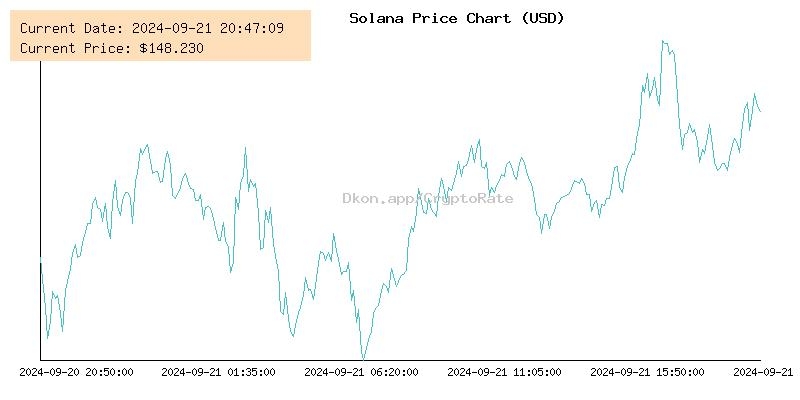 Solana Price Chart (USD)
Current Date: 2024-09-21 20:47:09
Current Price: $148.230
Dkon.app/CryptoRate
2024-09-20 20:50:00 2024-09-21 01:35:00 2024-09-21 06:20:00 2024-09-21 11:05:00 2024-09-21 15:50:00 2024-09-21